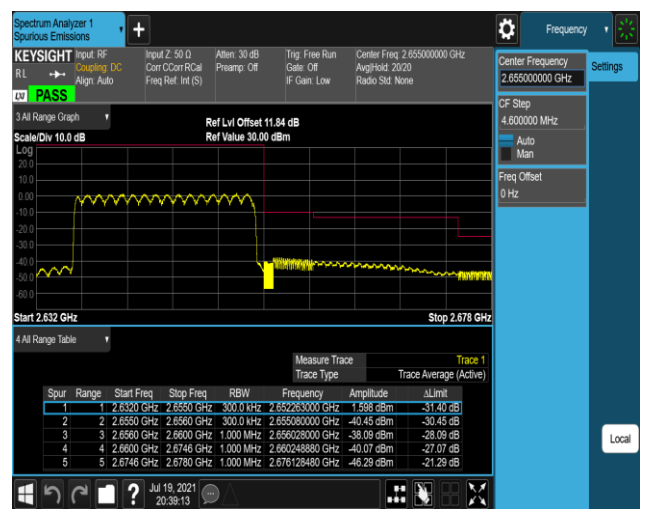 Spectrum Analyzer 1
Spurious Emissions
Frequency
KEYSIGHT
RL
LXI PASS
Input: RF
Coupling: DC
Align: Auto
Input Z: 50 Ω
Corr CCorr RCal
Freq Ref: Int (S)
Atten: 30 dB
Preamp: Off
Trig: Free Run
Gate: Off
IF Gain: Low
Center Freq: 2.655000000 GHz
Avg|Hold: 20/20
Radio Std: None
Center Frequency
2.655000000 GHz
Settings
CF Step
4.600000 MHz
Auto
Man
Freq Offset
0 Hz
3 All Range Graph
Scale/Div 10.0 dB
Ref Lvl Offset 11.84 dB
Ref Value 30.00 dBm
Log
20.0
10.0
0.00
-10.0
-20.0
-30.0
-40.0
-50.0
-60.0
Start 2.632 GHz
Stop 2.678 GHz
4 All Range Table
Measure Trace Trace 1
Trace Type Trace Average (Active)
Spur Range Start Freq Stop Freq RBW Frequency Amplitude ΔLimit
1 1 2.6320 GHz 2.6550 GHz 300.0 kHz 2.652263000 GHz 1.598 dBm -31.40 dB
2 2 2.6550 GHz 2.6560 GHz 300.0 kHz 2.655080000 GHz -40.45 dBm -30.45 dB
3 3 2.6560 GHz 2.6600 GHz 1.000 MHz 2.656028000 GHz -38.09 dBm -28.09 dB
4 4 2.6600 GHz 2.6746 GHz 1.000 MHz 2.660248880 GHz -40.07 dBm -27.07 dB
5 5 2.6746 GHz 2.6780 GHz 1.000 MHz 2.676128480 GHz -46.29 dBm -21.29 dB
Local
?
Jul 19, 2021
20:39:13